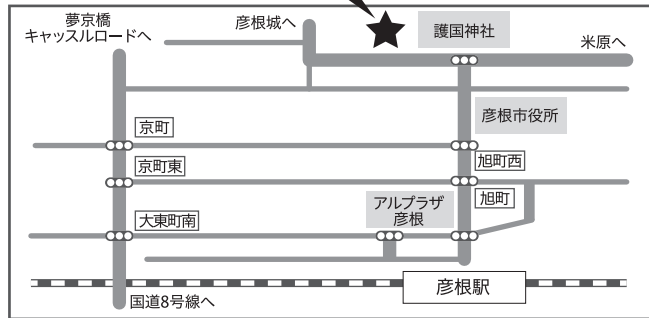 夢京橋
キャッスルロードへ
彦根城へ
護国神社
米原へ
彦根市役所
京町
京町東
旭町西
旭町
アルプラザ
彦根
大東町南
彦根駅
国道8号線へ